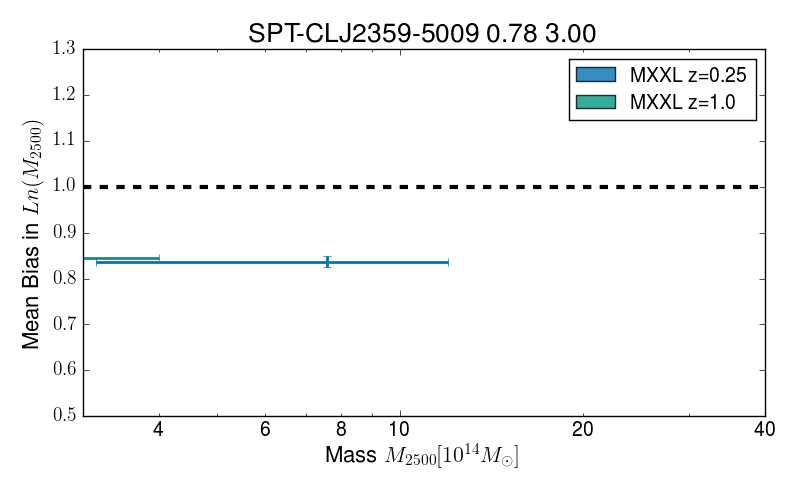 SPT-CLJ2359-5009 0.78 3.00
1.3
1.2
1.1
1.0
0.9
0.8
0.7
0.6
0.5
Mean Bias in Ln(M₂₅₀₀)
MXXL z=0.25
MXXL z=1.0
4 6 8 10 20 40
Mass M₂₅₀₀[10¹⁴M⊙]